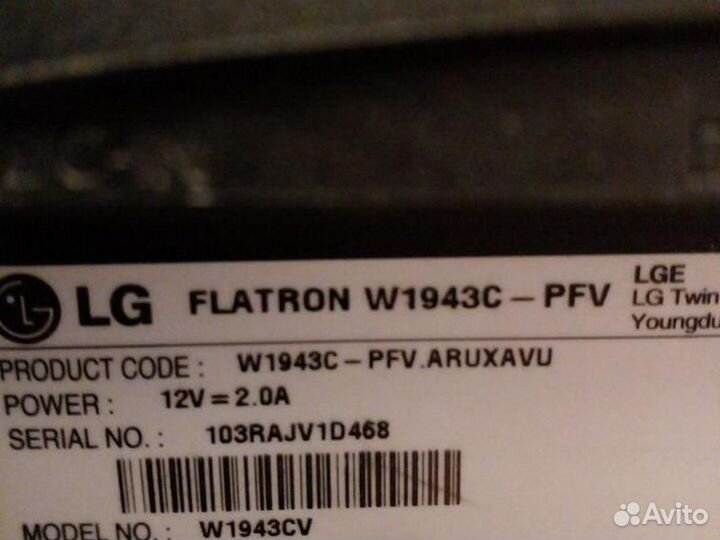 LG FLATRON W1943C-PFV
LGE
LG Twin
Youngdu
PRODUCT CODE : W1943C-PFV.ARUXAVU
POWER : 12V=2.0A
SERIAL NO. : 103RAJV1D468
MODEL NO. : W1943CV
Avito